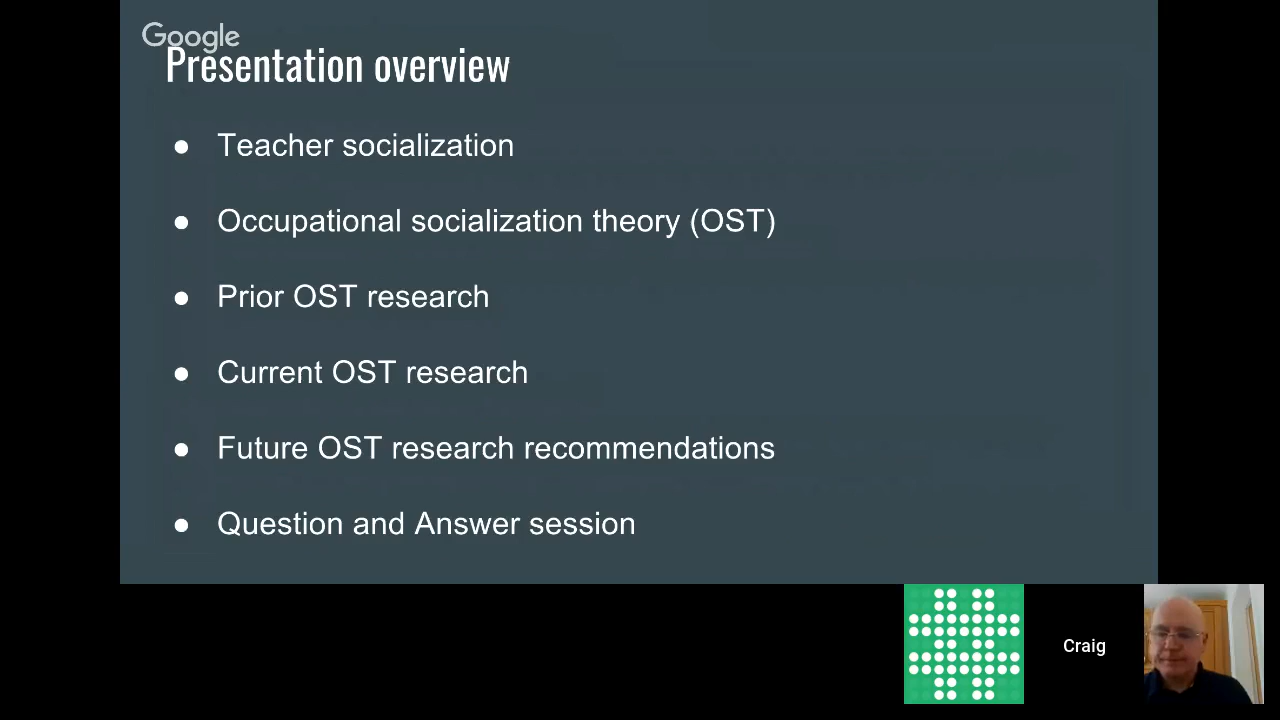 Google
Presentation overview
● Teacher socialization
● Occupational socialization theory (OST)
● Prior OST research
● Current OST research
● Future OST research recommendations
● Question and Answer session
Craig